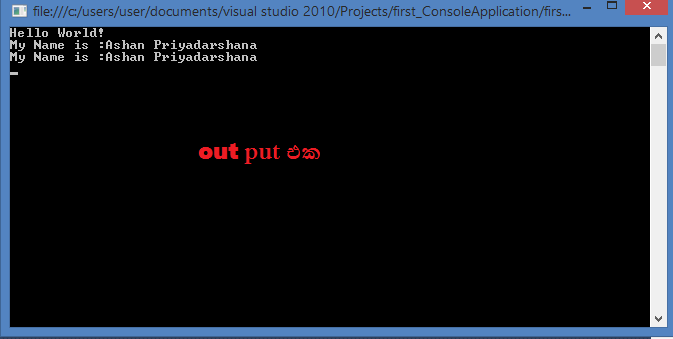 file:///c:/users/user/documents/visual studio 2010/Projects/first_ConsoleApplication/firs...
Hello World!
My Name is :Ashan Priyadarshana
My Name is :Ashan Priyadarshana
out put එක